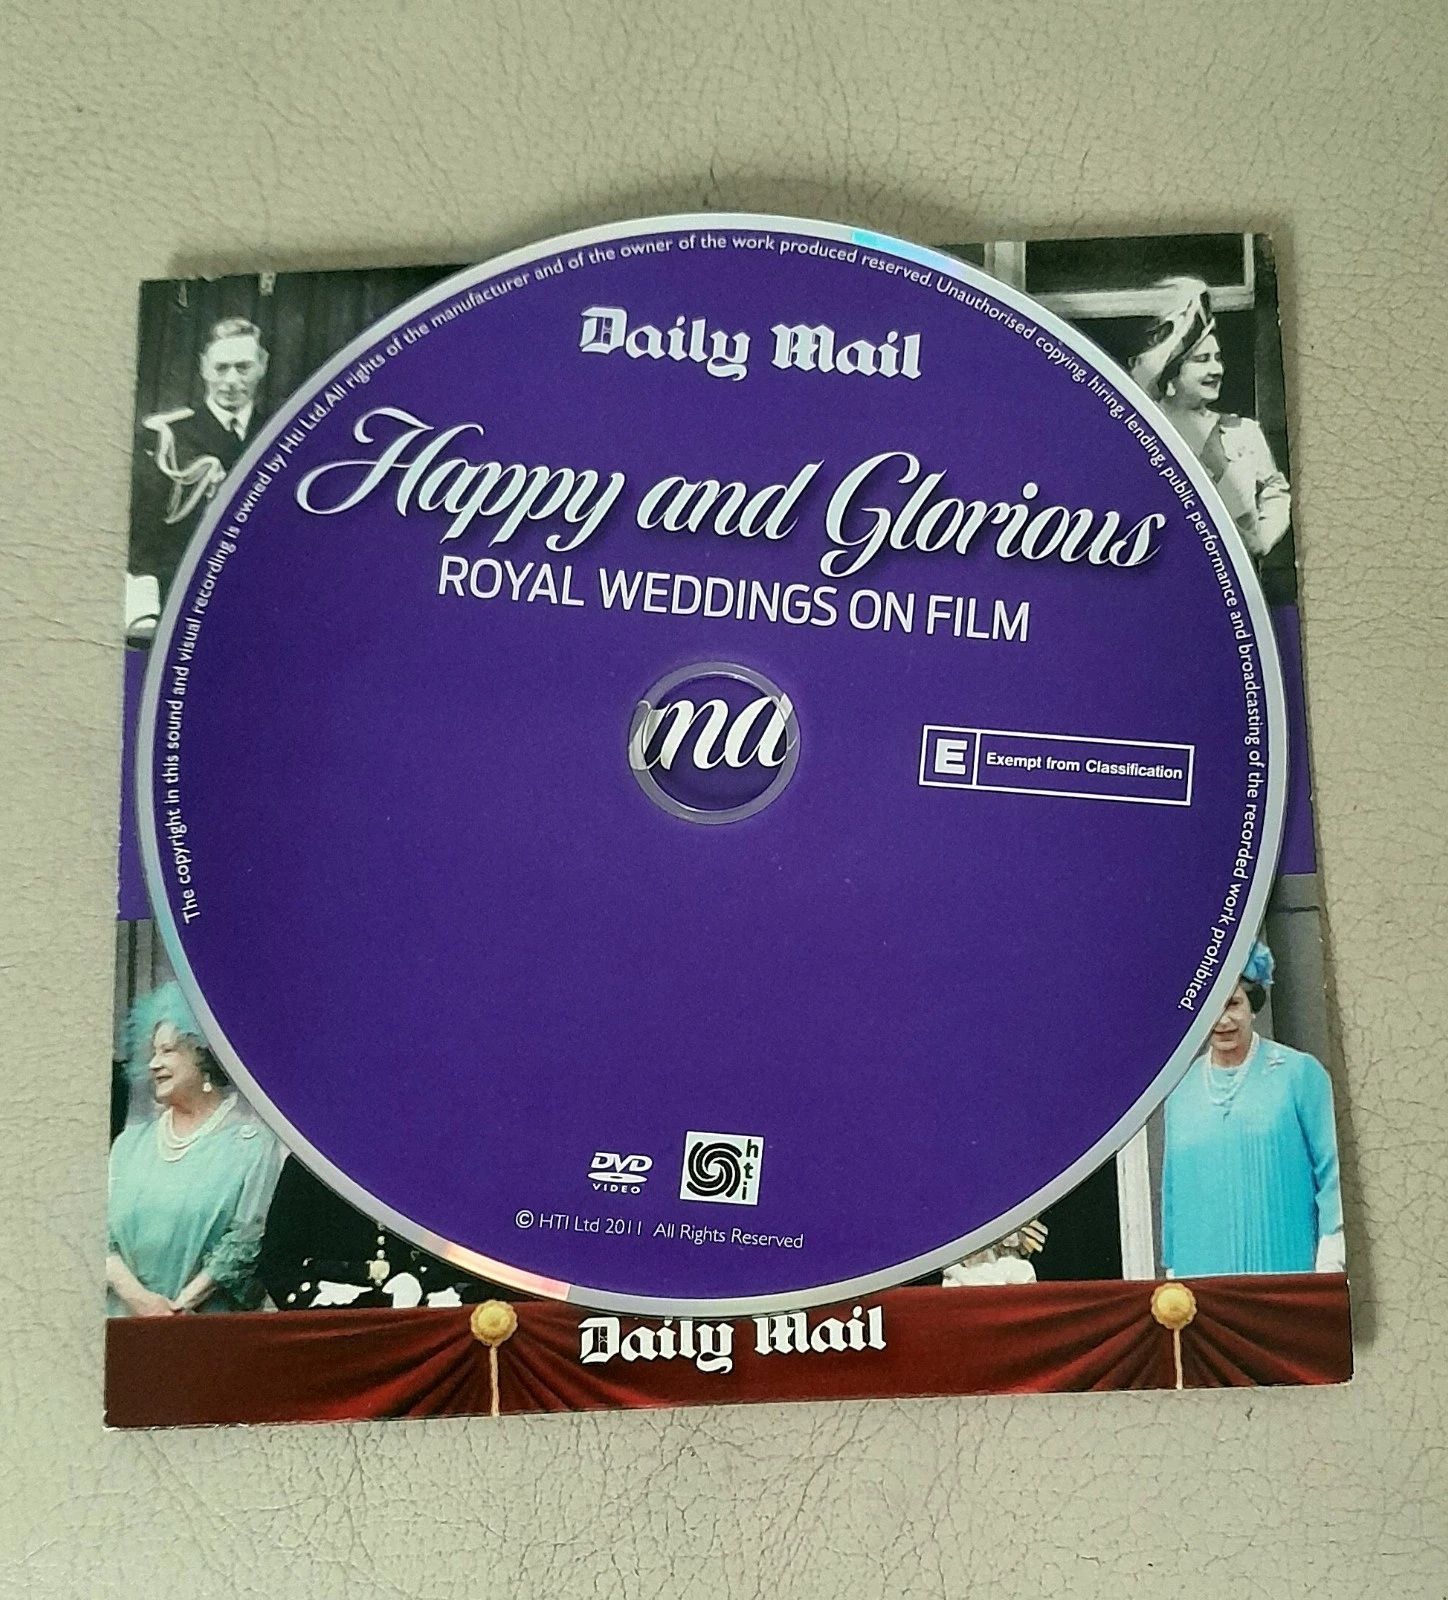 The copyright in this sound and visual recording is owned by Hti Ltd. All rights of the manufacturer and of the owner of the work produced reserved. Unauthorised copying, hiring, lending, public performance and broadcasting of the recorded work prohibited.
Daily Mail
Happy and Glorious
ROYAL WEDDINGS ON FILM
and
E Exempt from Classification
DVD
VIDEO
hti
© HTI Ltd 2011 All Rights Reserved
Daily Mail